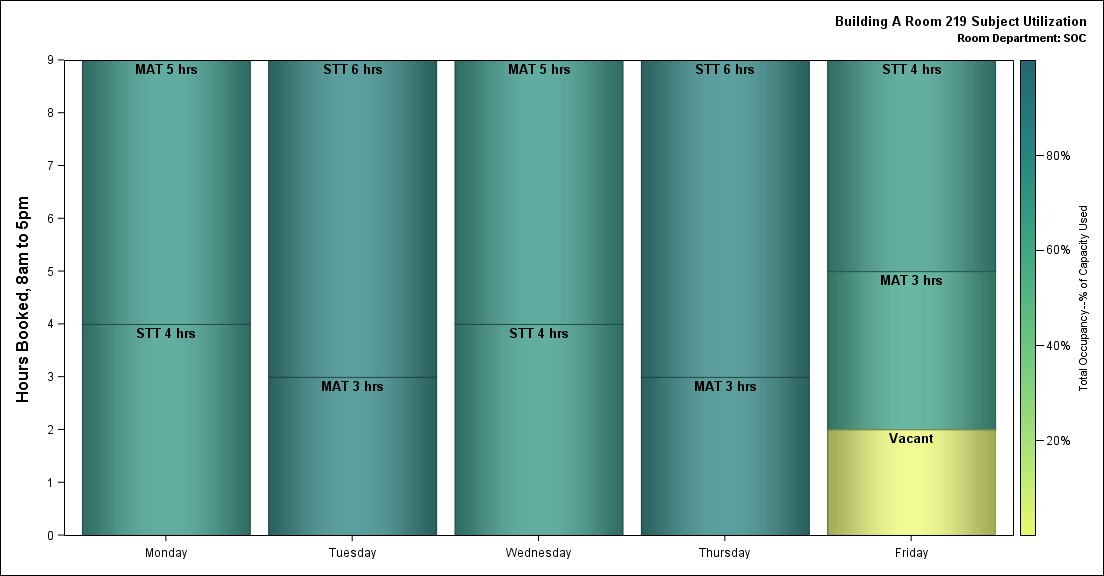 Building A Room 219 Subject Utilization
Room Department: SOC
Hours Booked, 8am to 5pm
9
8
7
6
5
4
3
2
1
0
MAT 5 hrs
STT 4 hrs
STT 6 hrs
MAT 3 hrs
MAT 5 hrs
STT 4 hrs
STT 6 hrs
MAT 3 hrs
STT 4 hrs
MAT 3 hrs
Vacant
Monday
Tuesday
Wednesday
Thursday
Friday
80%
60%
40%
20%
Total Occupancy--% of Capacity Used